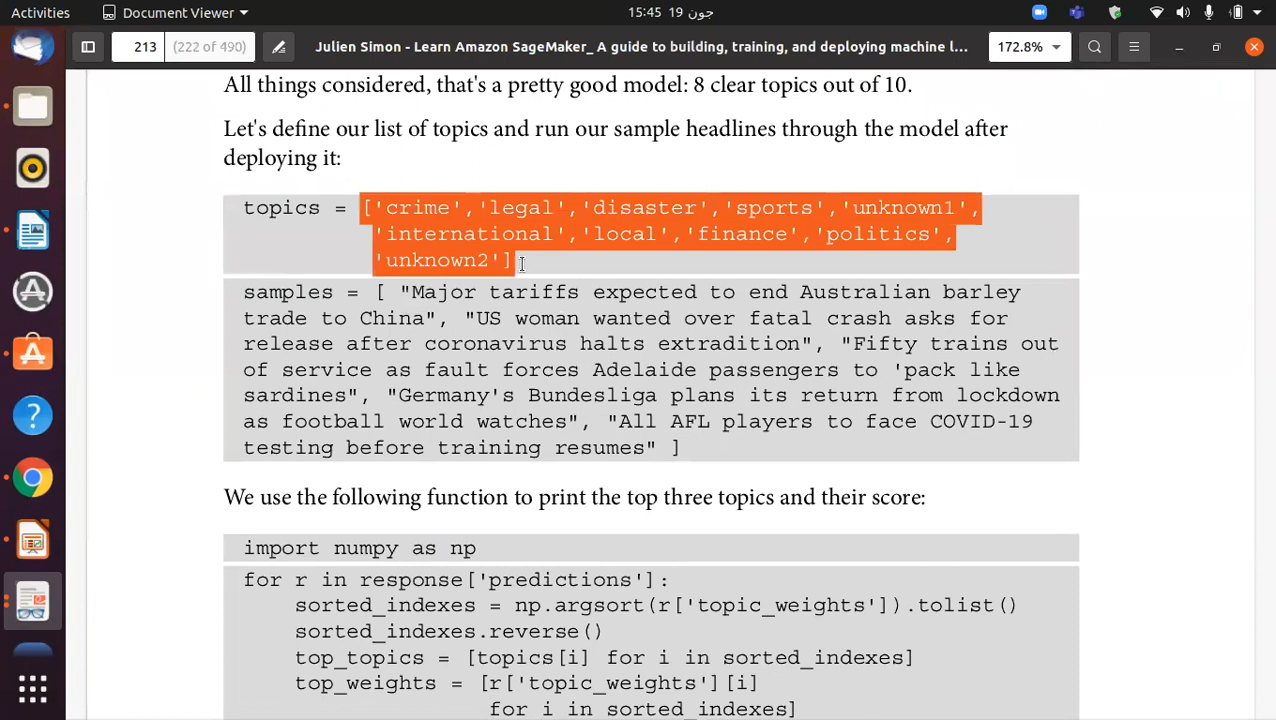 Activities
Document Viewer
15:45 19 جون
213
(222 of 490)
Julien Simon - Learn Amazon SageMaker_ A guide to building, training, and deploying machine l...
172.8%
All things considered, that's a pretty good model: 8 clear topics out of 10.
Let's define our list of topics and run our sample headlines through the model after
deploying it:
topics = ['crime','legal','disaster','sports','unknown1',
'international','local','finance','politics',
'unknown2']
samples = [ "Major tariffs expected to end Australian barley
trade to China", "US woman wanted over fatal crash asks for
release after coronavirus halts extradition", "Fifty trains out
of service as fault forces Adelaide passengers to 'pack like
sardines", "Germany's Bundesliga plans its return from lockdown
as football world watches", "All AFL players to face COVID-19
testing before training resumes" ]
We use the following function to print the top three topics and their score:
import numpy as np
for r in response['predictions']:
sorted_indexes = np.argsort(r['topic_weights']).tolist()
sorted_indexes.reverse()
top_topics = [topics[i] for i in sorted_indexes]
top_weights = [r['topic_weights'][i]
for i in sorted_indexes]